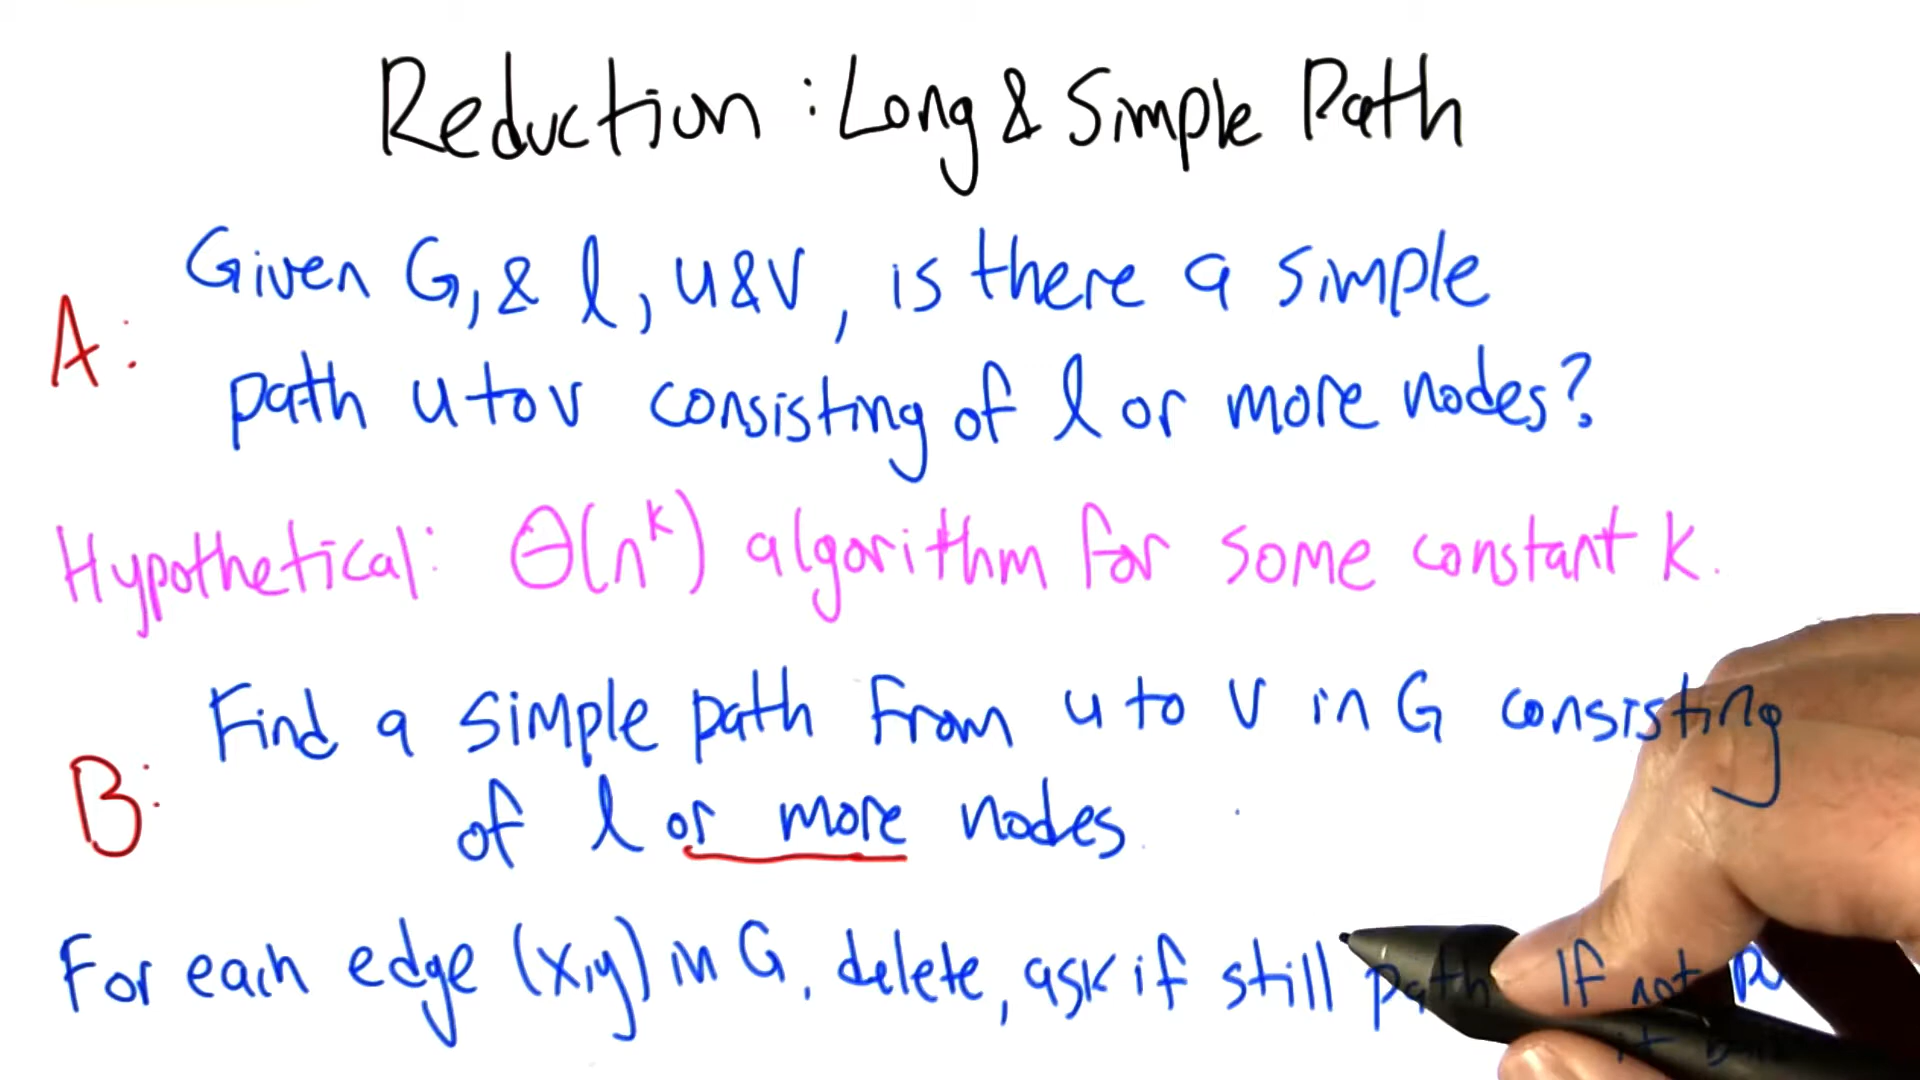 Reduction: Long & Simple Path
A: Given G, & l, u&v, is there a simple
path u to v consisting of l or more nodes?
Hypothetical: Θ(n^k) algorithm for some constant k.
B: Find a simple path from u to v in G consisting
of l or more nodes.
For each edge (x,y) in G, delete, ask if still path. If not
it